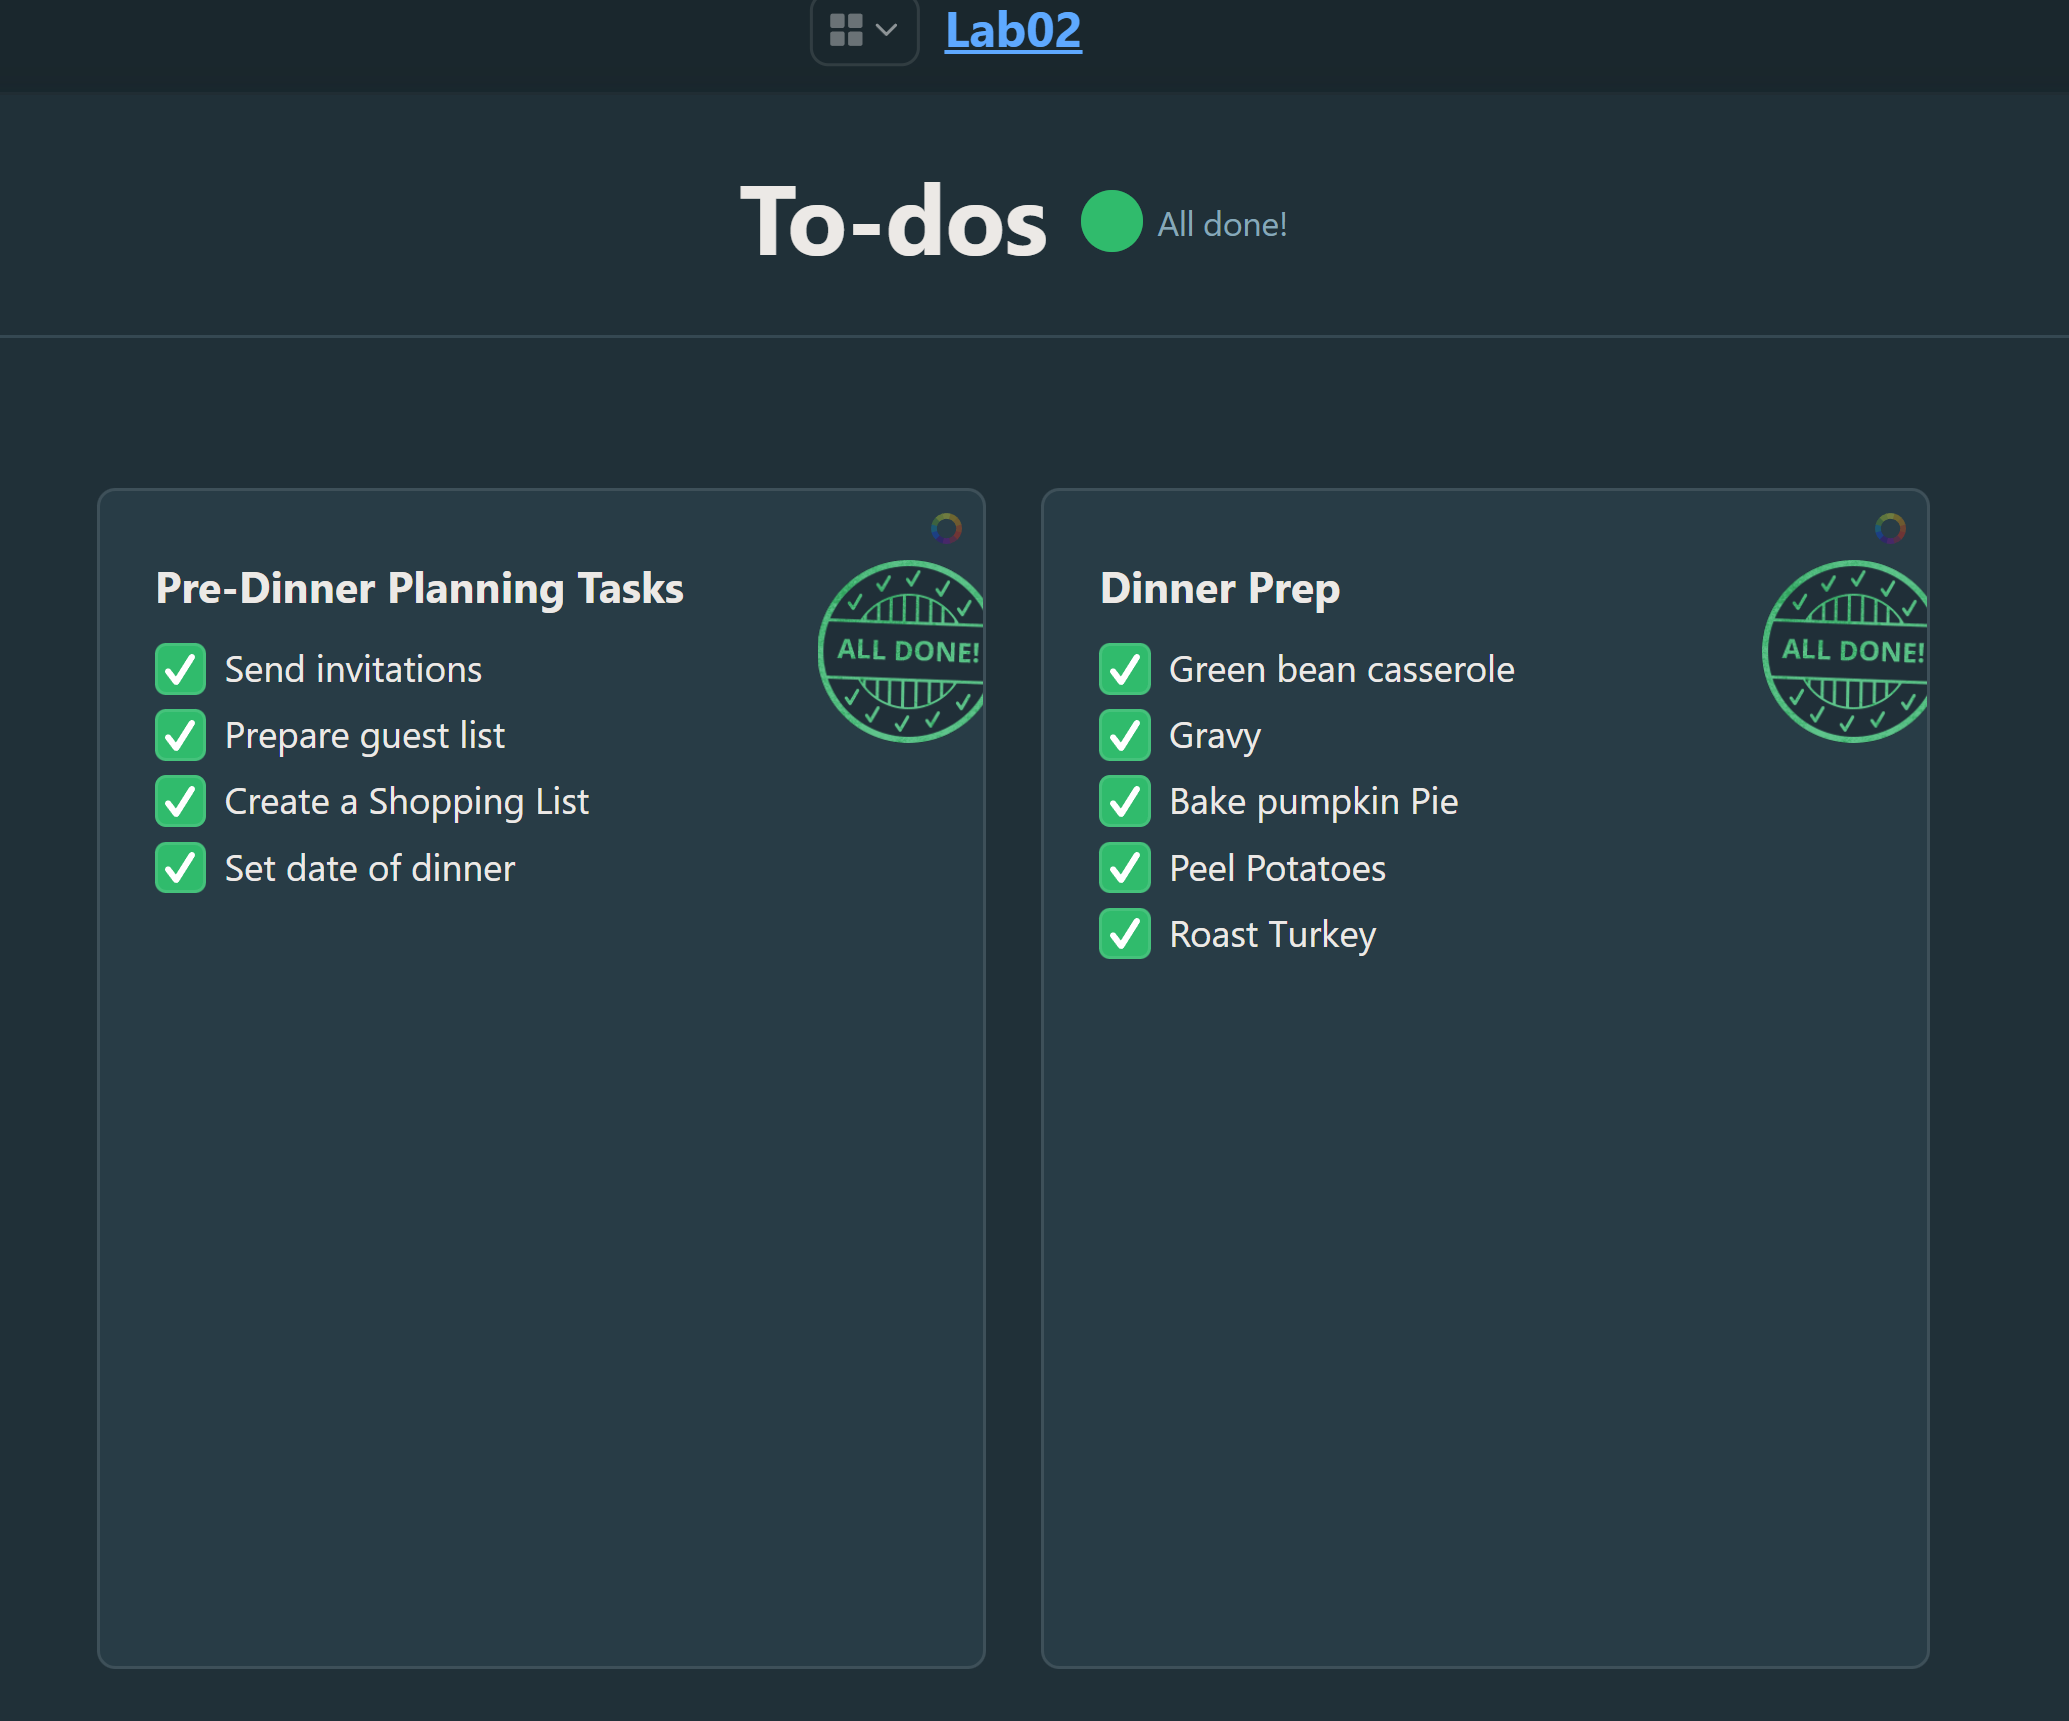 Lab02
To-dos All done!
Pre-Dinner Planning Tasks
ALL DONE!
Send invitations
Prepare guest list
Create a Shopping List
Set date of dinner
Dinner Prep
ALL DONE!
Green bean casserole
Gravy
Bake pumpkin Pie
Peel Potatoes
Roast Turkey